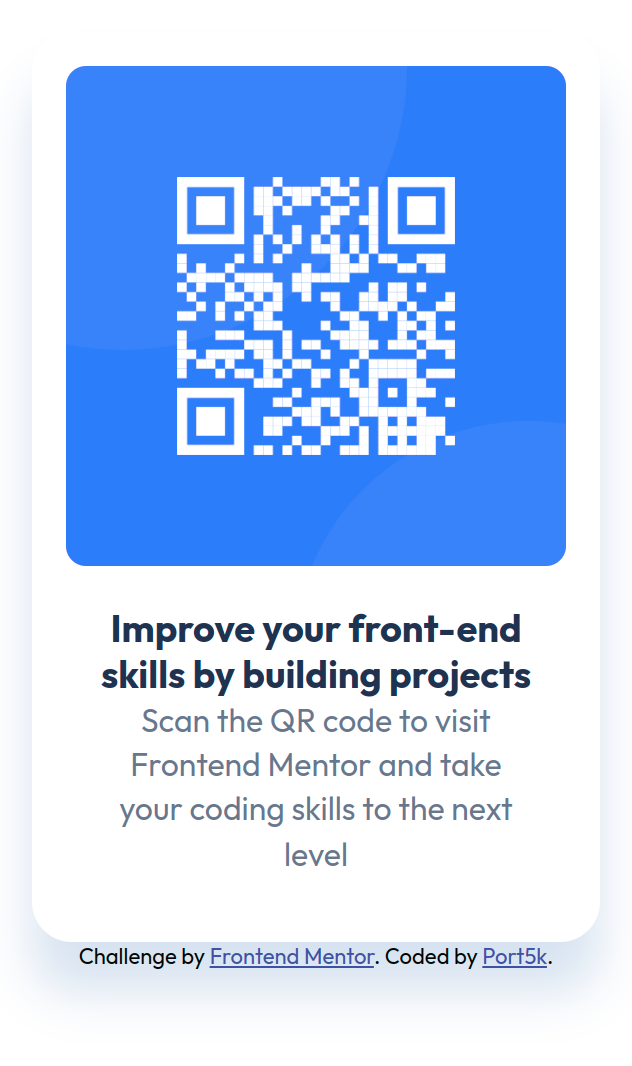 Improve your front-end
skills by building projects
Scan the QR code to visit
Frontend Mentor and take
your coding skills to the next
level
Challenge by Frontend Mentor. Coded by Port5k.